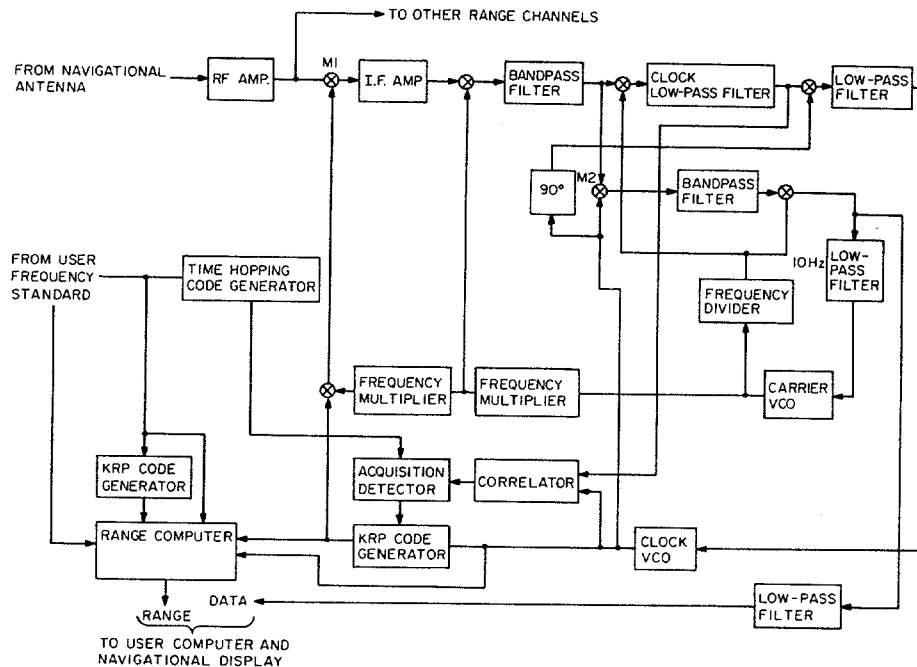 TO OTHER RANGE CHANNELS
FROM NAVIGATIONAL
ANTENNA
RF AMP.
M1
I.F. AMP
BANDPASS
FILTER
CLOCK
LOW-PASS FILTER
LOW-PASS
FILTER
90°
M2
BANDPASS
FILTER
FROM USER
FREQUENCY
STANDARD
TIME HOPPING
CODE GENERATOR
10Hz
LOW-
PASS
FILTER
FREQUENCY
DIVIDER
FREQUENCY
MULTIPLIER
FREQUENCY
MULTIPLIER
CARRIER
VCO
KRP CODE
GENERATOR
ACQUISITION
DETECTOR
CORRELATOR
RANGE COMPUTER
KRP CODE
GENERATOR
CLOCK
VCO
LOW-PASS
FILTER
RANGE
DATA
TO USER COMPUTER AND
NAVIGATIONAL DISPLAY